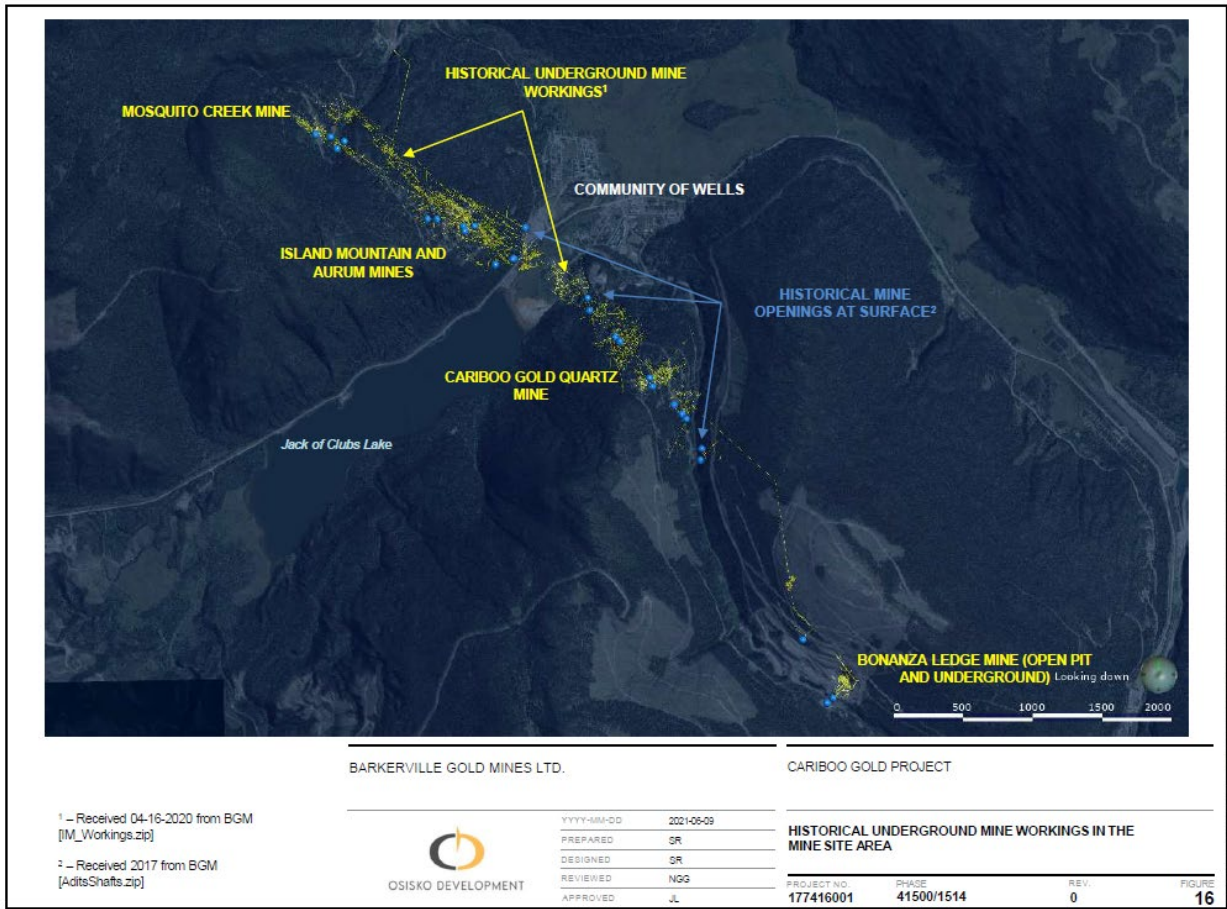 HISTORICAL UNDERGROUND MINE
WORKINGS¹
MOSQUITO CREEK MINE
COMMUNITY OF WELLS
ISLAND MOUNTAIN AND
AURUM MINES
HISTORICAL MINE
OPENINGS AT SURFACE²
CARIBOO GOLD QUARTZ
MINE
Jack of Clubs Lake
BONANZA LEDGE MINE (OPEN PIT
AND UNDERGROUND) Looking down
0 500 1000 1500 2000
BARKERVILLE GOLD MINES LTD.
CARIBOO GOLD PROJECT
¹ – Received 04-16-2020 from BGM
[IM_Workings.zip]
² – Received 2017 from BGM
[AditsShafts.zip]
OSISKO DEVELOPMENT
YYYY-MM-DD 2021-06-09
PREPARED SR
DESIGNED SR
REVIEWED NGG
APPROVED JL
HISTORICAL UNDERGROUND MINE WORKINGS IN THE
MINE SITE AREA
PROJECT NO. PHASE REV. FIGURE
177416001 41500/1514 0 16